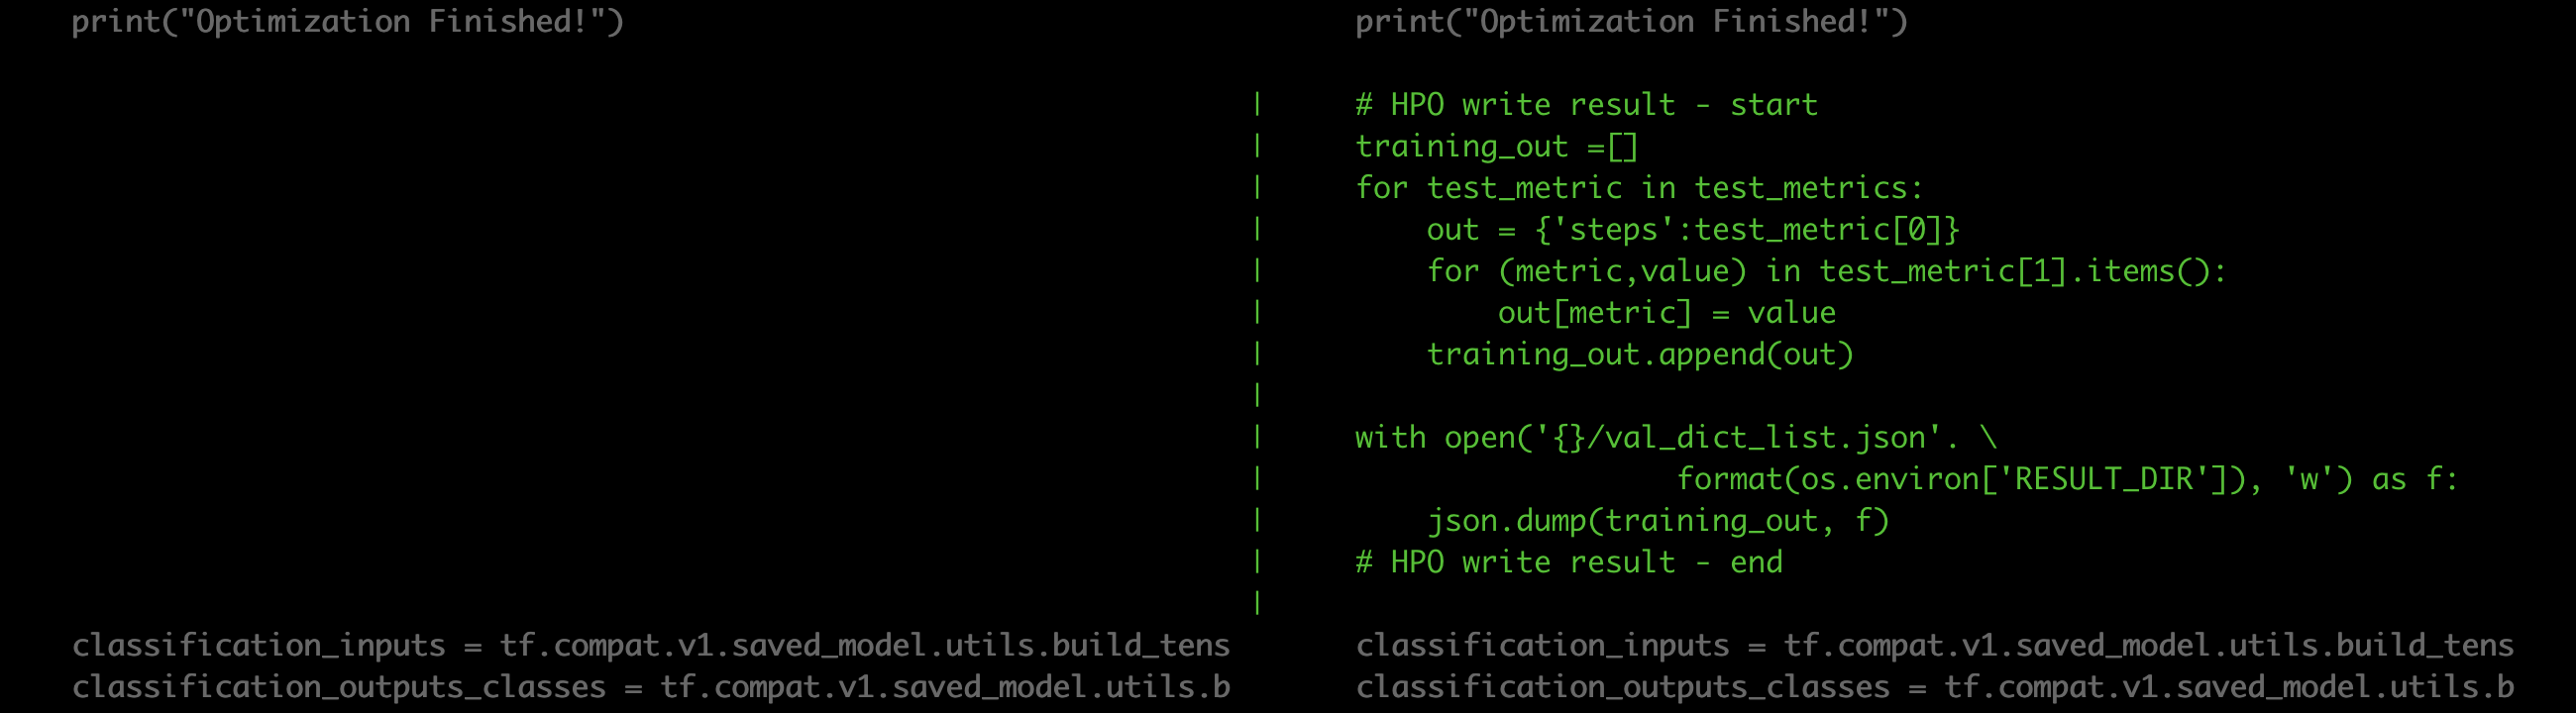 print("Optimization Finished!")    print("Optimization Finished!")
|    # HPO write result - start
|    training_out =[]
|    for test_metric in test_metrics:
|        out = {'steps':test_metric[0]}
|        for (metric,value) in test_metric[1].items():
|            out[metric] = value
|        training_out.append(out)
|
|    with open('{}/val_dict_list.json'. \
|                      format(os.environ['RESULT_DIR']), 'w') as f:
|        json.dump(training_out, f)
|    # HPO write result - end
|
classification_inputs = tf.compat.v1.saved_model.utils.build_tens    classification_inputs = tf.compat.v1.saved_model.utils.build_tens
classification_outputs_classes = tf.compat.v1.saved_model.utils.b    classification_outputs_classes = tf.compat.v1.saved_model.utils.b